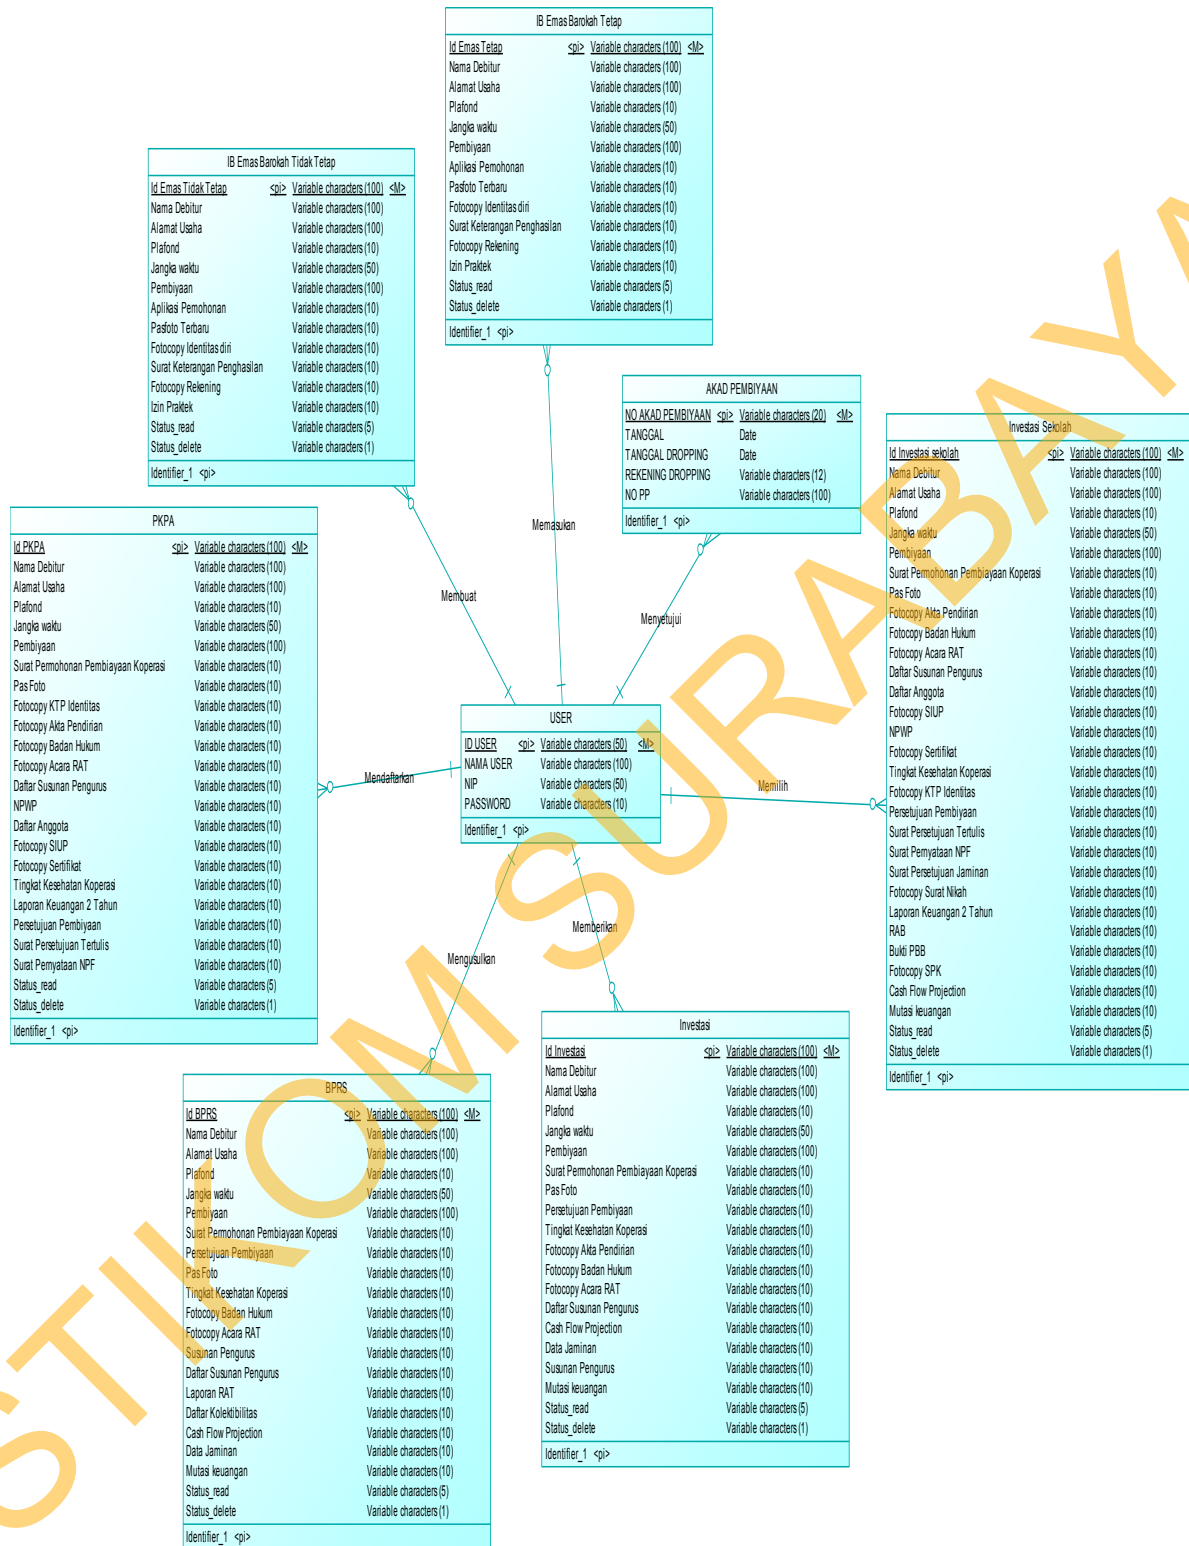 IB Emas Barokah Tetap
Id Emas Tetap <pi> Variable characters (100) <M>
Nama Debitur Variable characters (100)
Alamat Usaha Variable characters (100)
Plafond Variable characters (10)
Jangka waktu Variable characters (50)
Pembiyaan Variable characters (100)
Aplikasi Pemohonan Variable characters (10)
Pasfoto Terbaru Variable characters (10)
Fotocopy Identitas diri Variable characters (10)
Surat Keterangan Penghasilan Variable characters (10)
Fotocopy Rekening Variable characters (10)
Izin Praktek Variable characters (10)
Status_read Variable characters (5)
Status_delete Variable characters (1)
Identifier_1 <pi>
IB Emas Barokah Tidak Tetap
Id Emas Tidak Tetap <pi> Variable characters (100) <M>
Nama Debitur Variable characters (100)
Alamat Usaha Variable characters (100)
Plafond Variable characters (10)
Jangka waktu Variable characters (50)
Pembiyaan Variable characters (100)
Aplikasi Pemohonan Variable characters (10)
Pasfoto Terbaru Variable characters (10)
Fotocopy Identitas diri Variable characters (10)
Surat Keterangan Penghasilan Variable characters (10)
Fotocopy Rekening Variable characters (10)
Izin Praktek Variable characters (10)
Status_read Variable characters (5)
Status_delete Variable characters (1)
Identifier_1 <pi>
AKAD PEMBIYAAN
NO AKAD PEMBIYAAN <pi> Variable characters (20) <M>
TANGGAL Date
TANGGAL DROPPING Date
REKENING DROPPING Variable characters (12)
NO PP Variable characters (100)
Identifier_1 <pi>
Investasi Sekolah
Id Investasi sekolah <pi> Variable characters (100) <M>
Nama Debitur Variable characters (100)
Alamat Usaha Variable characters (100)
Plafond Variable characters (10)
Jangka waktu Variable characters (50)
Pembiyaan Variable characters (100)
Surat Permohonan Pembiayaan Koperasi Variable characters (10)
Pas Foto Variable characters (10)
Fotocopy Akta Pendirian Variable characters (10)
Fotocopy Badan Hukum Variable characters (10)
Fotocopy Acara RAT Variable characters (10)
Daftar Susunan Pengurus Variable characters (10)
Daftar Anggota Variable characters (10)
Fotocopy SIUP Variable characters (10)
NPWP Variable characters (10)
Fotocopy Sertifikat Variable characters (10)
Tingkat Kesehatan Koperasi Variable characters (10)
Fotocopy KTP Identitas Variable characters (10)
Persetujuan Pembiyaan Variable characters (10)
Surat Persetujuan Tertulis Variable characters (10)
Surat Pernyataan NPF Variable characters (10)
Surat Persetujuan Jaminan Variable characters (10)
Fotocopy Surat Nikah Variable characters (10)
Laporan Keuangan 2 Tahun Variable characters (10)
RAB Variable characters (10)
Bukti PBB Variable characters (10)
Fotocopy SPK Variable characters (10)
Cash Flow Projection Variable characters (10)
Mutasi keuangan Variable characters (10)
Status_read Variable characters (5)
Status_delete Variable characters (1)
Identifier_1 <pi>
PKPA
Id PKPA <pi> Variable characters (100) <M>
Nama Debitur Variable characters (100)
Alamat Usaha Variable characters (100)
Plafond Variable characters (10)
Jangka waktu Variable characters (50)
Pembiyaan Variable characters (100)
Surat Permohonan Pembiayaan Koperasi Variable characters (10)
Pas Foto Variable characters (10)
Fotocopy KTP Identitas Variable characters (10)
Fotocopy Akta Pendirian Variable characters (10)
Fotocopy Badan Hukum Variable characters (10)
Fotocopy Acara RAT Variable characters (10)
Daftar Susunan Pengurus Variable characters (10)
NPWP Variable characters (10)
Daftar Anggota Variable characters (10)
Fotocopy SIUP Variable characters (10)
Fotocopy Sertifikat Variable characters (10)
Tingkat Kesehatan Koperasi Variable characters (10)
Laporan Keuangan 2 Tahun Variable characters (10)
Persetujuan Pembiyaan Variable characters (10)
Surat Persetujuan Tertulis Variable characters (10)
Surat Pernyataan NPF Variable characters (10)
Status_read Variable characters (5)
Status_delete Variable characters (1)
Identifier_1 <pi>
Memasukan
Membuat
Menyetujui
USER
ID USER <pi> Variable characters (50) <M>
NAMA USER Variable characters (100)
NIP Variable characters (50)
PASSWORD Variable characters (10)
Identifier_1 <pi>
Mendaftarkan
Memilih
Memberikan
Mengusulkan
Investasi
Id Investasi <pi> Variable characters (100) <M>
Nama Debitur Variable characters (100)
Alamat Usaha Variable characters (100)
Plafond Variable characters (10)
Jangka waktu Variable characters (50)
Pembiyaan Variable characters (100)
Surat Permohonan Pembiayaan Koperasi Variable characters (10)
Pas Foto Variable characters (10)
Persetujuan Pembiyaan Variable characters (10)
Tingkat Kesehatan Koperasi Variable characters (10)
Fotocopy Akta Pendirian Variable characters (10)
Fotocopy Badan Hukum Variable characters (10)
Fotocopy Acara RAT Variable characters (10)
Daftar Susunan Pengurus Variable characters (10)
Cash Flow Projection Variable characters (10)
Data Jaminan Variable characters (10)
Susunan Pengurus Variable characters (10)
Mutasi keuangan Variable characters (10)
Status_read Variable characters (5)
Status_delete Variable characters (1)
Identifier_1 <pi>
BPRS
Id BPRS <pi> Variable characters (100) <M>
Nama Debitur Variable characters (100)
Alamat Usaha Variable characters (100)
Plafond Variable characters (10)
Jangka waktu Variable characters (50)
Pembiyaan Variable characters (100)
Surat Permohonan Pembiayaan Koperasi Variable characters (10)
Persetujuan Pembiyaan Variable characters (10)
Pas Foto Variable characters (10)
Tingkat Kesehatan Koperasi Variable characters (10)
Fotocopy Badan Hukum Variable characters (10)
Fotocopy Acara RAT Variable characters (10)
Susunan Pengurus Variable characters (10)
Daftar Susunan Pengurus Variable characters (10)
Laporan RAT Variable characters (10)
Daftar Kolektibilitas Variable characters (10)
Cash Flow Projection Variable characters (10)
Data Jaminan Variable characters (10)
Mutasi keuangan Variable characters (10)
Status_read Variable characters (5)
Status_delete Variable characters (1)
Identifier_1 <pi>
STIKOM SURABAYA